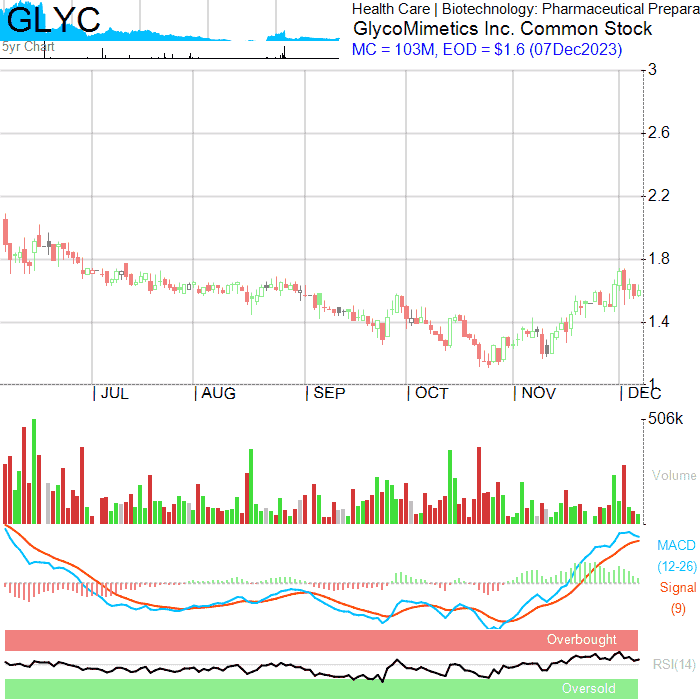 GLYC
Health Care | Biotechnology: Pharmaceutical Prepara
GlycoMimetics Inc. Common Stock
5yr Chart
MC = 103M, EOD = $1.6 (07Dec2023)
3
2.6
2.2
1.8
1.4
1
| JUL | AUG | SEP | OCT | NOV | DEC
506k
Volume
MACD
(12-26)
Signal
(9)
Overbought
RSI(14)
Oversold